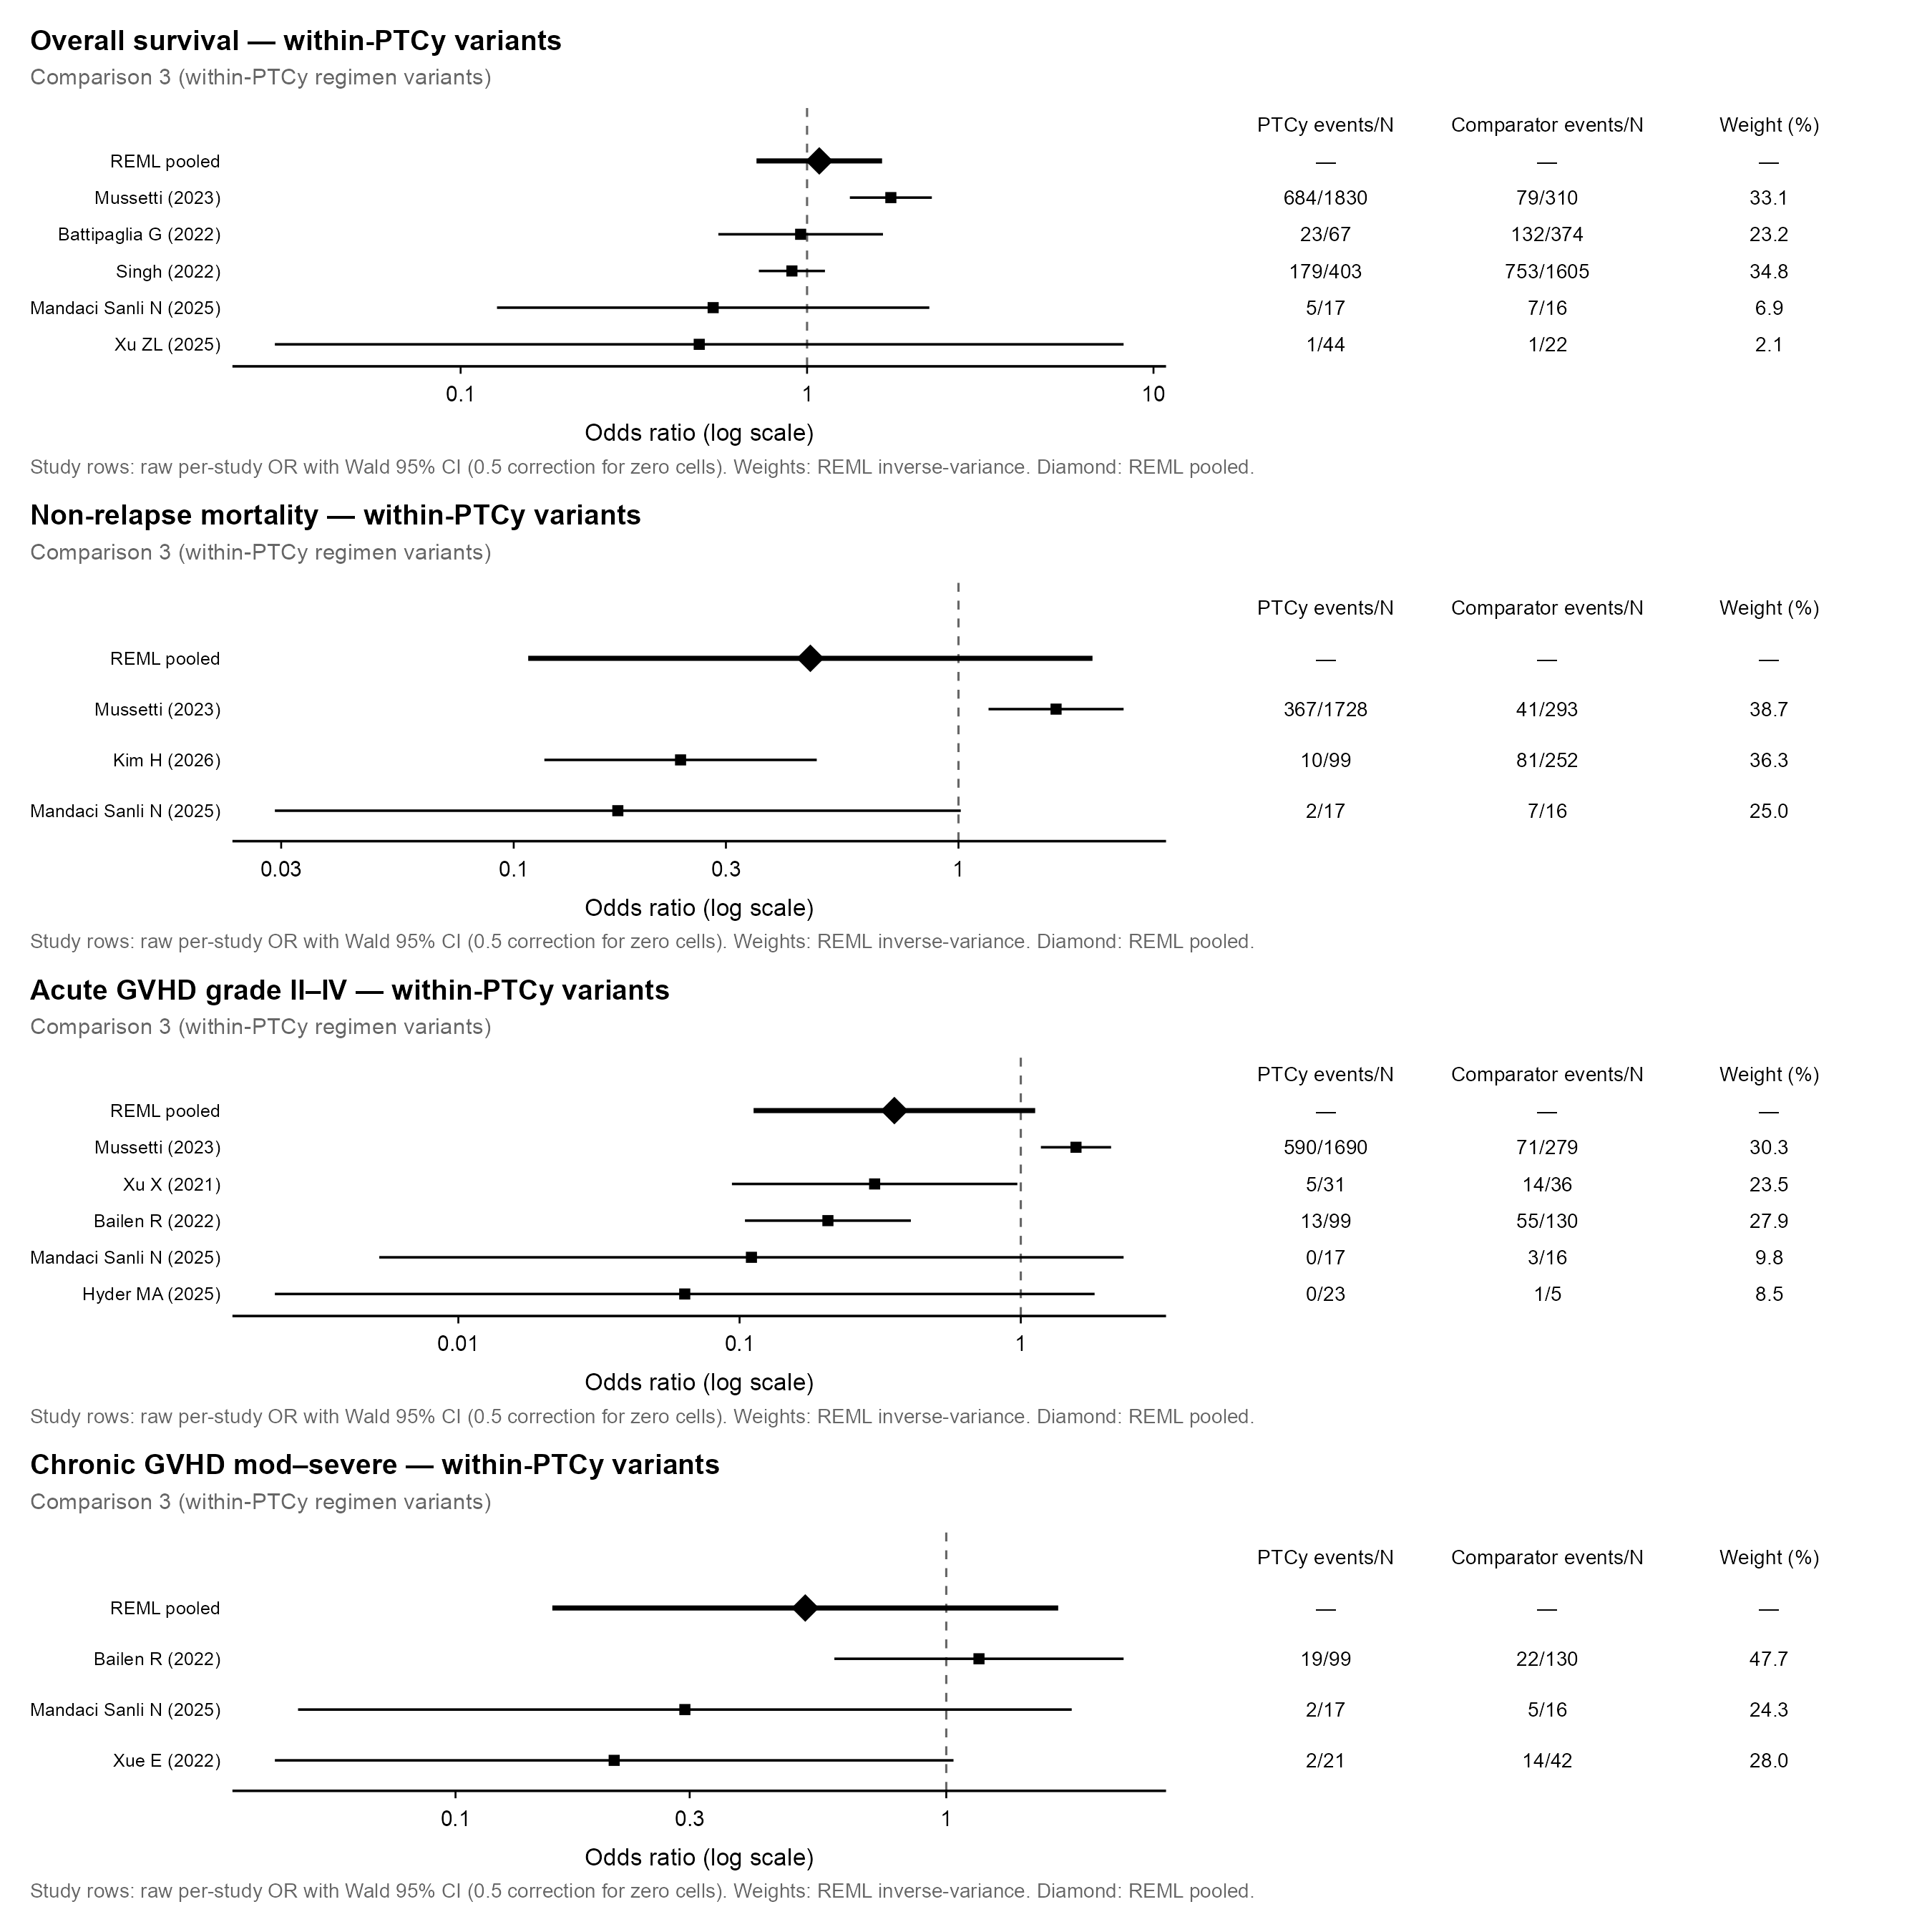 Overall survival — within-PTCy variants
Comparison 3 (within-PTCy regimen variants)
PTCy events/N Comparator events/N Weight (%)
REML pooled — — —
Mussetti (2023) 684/1830 79/310 33.1
Battipaglia G (2022) 23/67 132/374 23.2
Singh (2022) 179/403 753/1605 34.8
Mandaci Sanli N (2025) 5/17 7/16 6.9
Xu ZL (2025) 1/44 1/22 2.1
0.1 1 10
Odds ratio (log scale)
Study rows: raw per-study OR with Wald 95% CI (0.5 correction for zero cells). Weights: REML inverse-variance. Diamond: REML pooled.
Non-relapse mortality — within-PTCy variants
Comparison 3 (within-PTCy regimen variants)
PTCy events/N Comparator events/N Weight (%)
REML pooled — — —
Mussetti (2023) 367/1728 41/293 38.7
Kim H (2026) 10/99 81/252 36.3
Mandaci Sanli N (2025) 2/17 7/16 25.0
0.03 0.1 0.3 1
Odds ratio (log scale)
Study rows: raw per-study OR with Wald 95% CI (0.5 correction for zero cells). Weights: REML inverse-variance. Diamond: REML pooled.
Acute GVHD grade II–IV — within-PTCy variants
Comparison 3 (within-PTCy regimen variants)
PTCy events/N Comparator events/N Weight (%)
REML pooled — — —
Mussetti (2023) 590/1690 71/279 30.3
Xu X (2021) 5/31 14/36 23.5
Bailen R (2022) 13/99 55/130 27.9
Mandaci Sanli N (2025) 0/17 3/16 9.8
Hyder MA (2025) 0/23 1/5 8.5
0.01 0.1 1
Odds ratio (log scale)
Study rows: raw per-study OR with Wald 95% CI (0.5 correction for zero cells). Weights: REML inverse-variance. Diamond: REML pooled.
Chronic GVHD mod–severe — within-PTCy variants
Comparison 3 (within-PTCy regimen variants)
PTCy events/N Comparator events/N Weight (%)
REML pooled — — —
Bailen R (2022) 19/99 22/130 47.7
Mandaci Sanli N (2025) 2/17 5/16 24.3
Xue E (2022) 2/21 14/42 28.0
0.1 0.3 1
Odds ratio (log scale)
Study rows: raw per-study OR with Wald 95% CI (0.5 correction for zero cells). Weights: REML inverse-variance. Diamond: REML pooled.